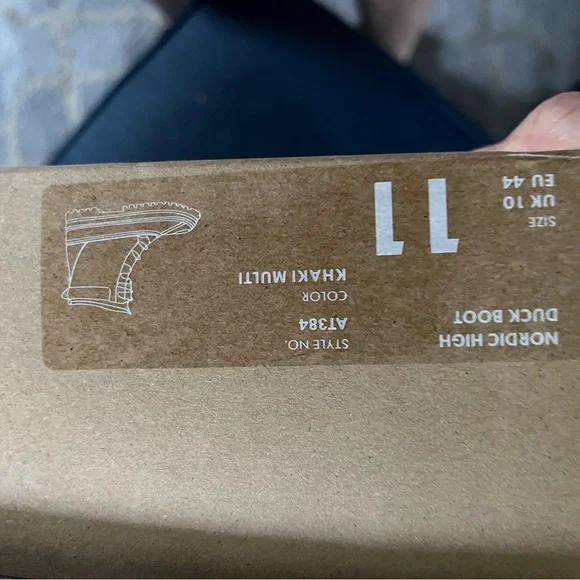 NORDIC HIGH
DUCK BOOT
STYLE NO.
AT384
COLOR
KHAKI MULTI
SIZE
UK 10
EU 44
11